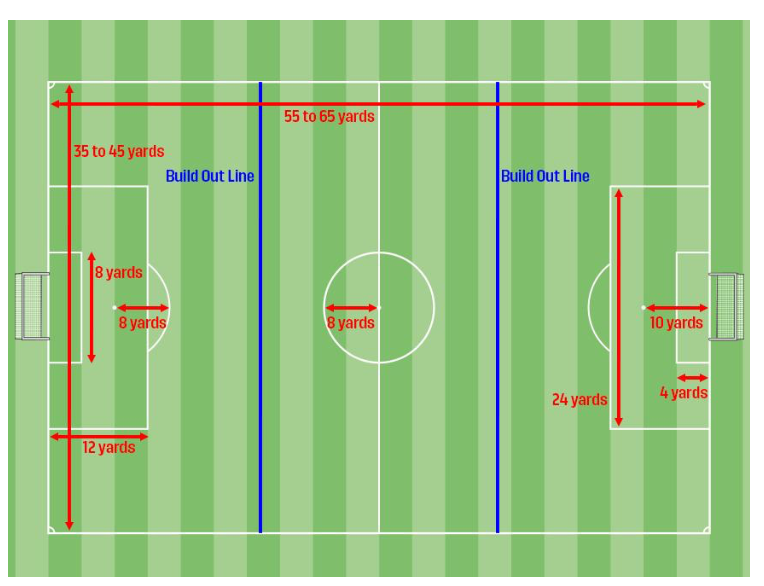 55 to 65 yards
35 to 45 yards
Build Out Line
Build Out Line
8 yards
8 yards
8 yards
10 yards
4 yards
24 yards
12 yards